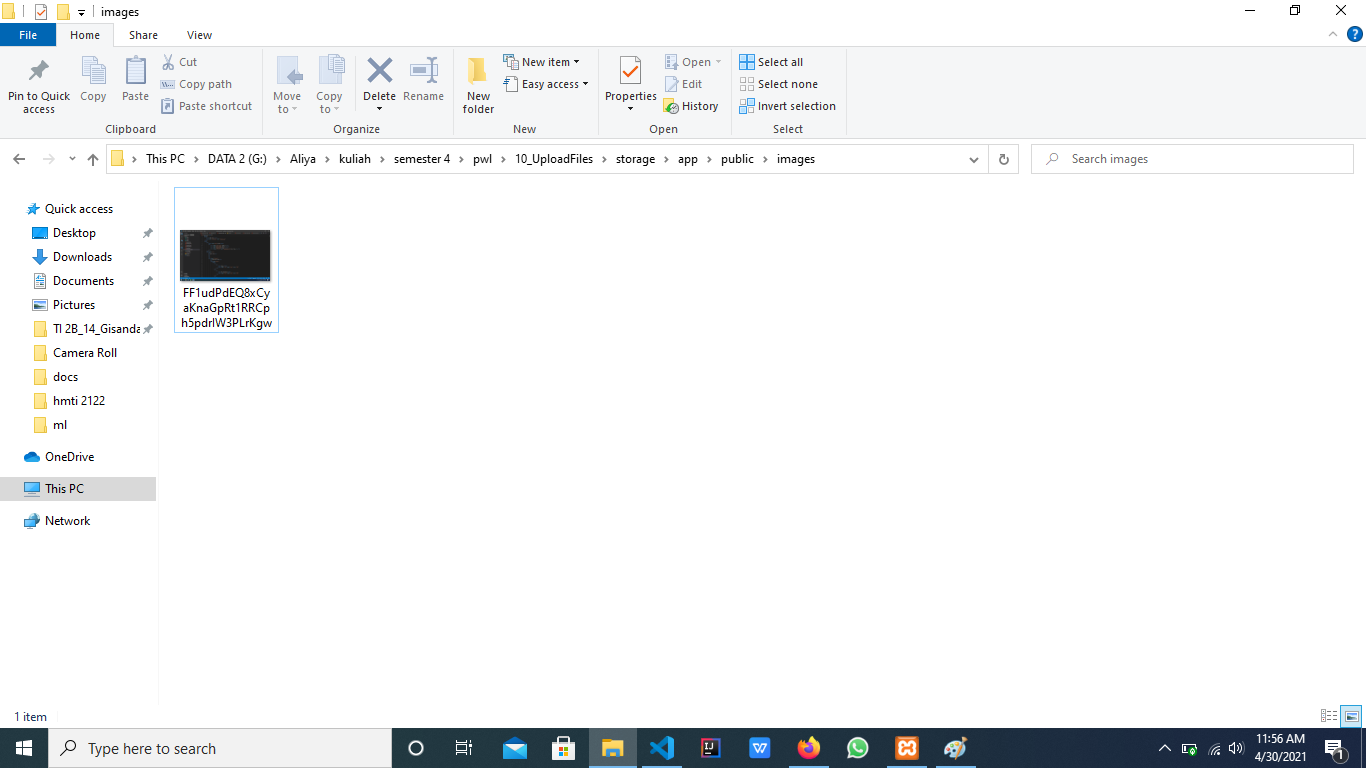 images
File Home Share View
Pin to Quick access
Copy
Paste
Cut
Copy path
Paste shortcut
Clipboard
Move to
Copy to
Delete
Rename
Organize
New folder
New item
Easy access
New
Properties
Open
Edit
History
Open
Select all
Select none
Invert selection
Select
This PC > DATA 2 (G:) > Aliya > kuliah > semester 4 > pwl > 10_UploadFiles > storage > app > public > images
Search images
Quick access
Desktop
Downloads
Documents
Pictures
TI 2B_14_Gisanda
Camera Roll
docs
hmti 2122
ml
OneDrive
This PC
Network
FF1udPdEQ8xCy
aKnaGpRt1RRCp
h5pdrIW3PLrKgw
1 item
Type here to search
11:56 AM
4/30/2021
1